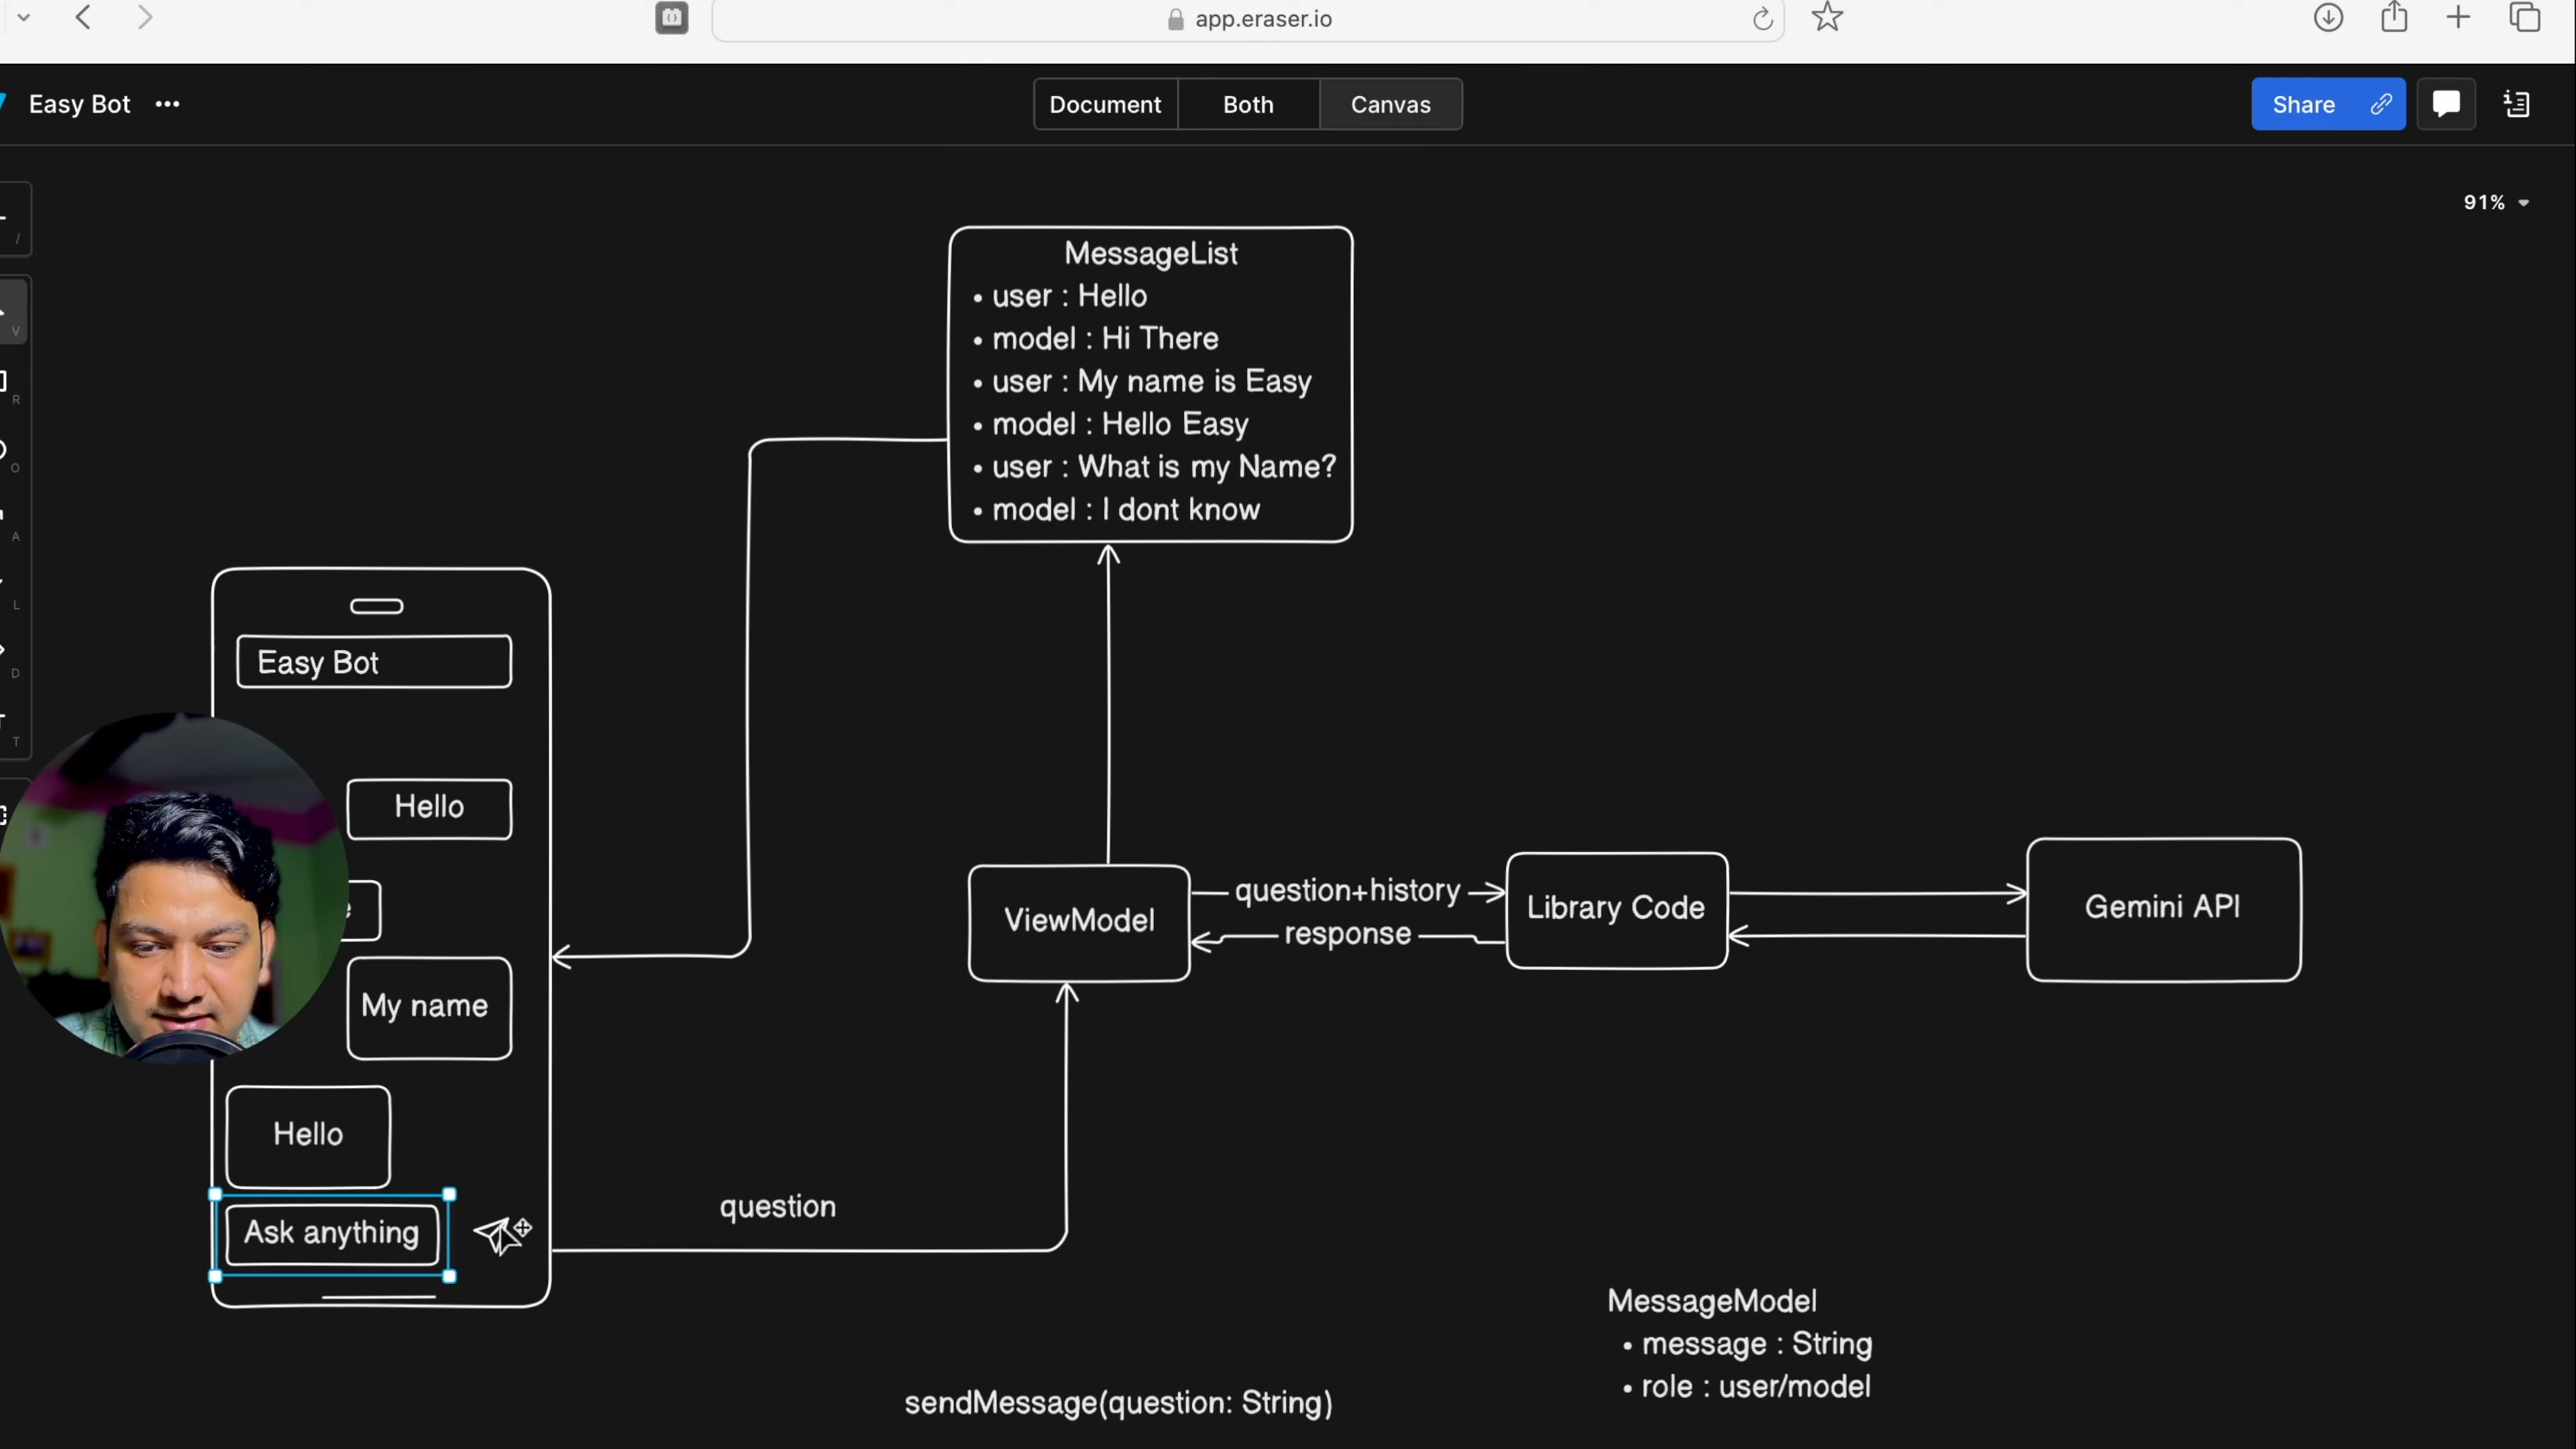 app.eraser.io
Easy Bot
Document
Both
Canvas
Share
91%
/
V
R
O
A
L
D
T
MessageList
• user : Hello
• model : Hi There
• user : My name is Easy
• model : Hello Easy
• user : What is my Name?
• model : I dont know
Easy Bot
Hello
My name
Hello
Ask anything
question
ViewModel
question+history
response
Library Code
Gemini API
MessageModel
• message : String
• role : user/model
sendMessage(question: String)